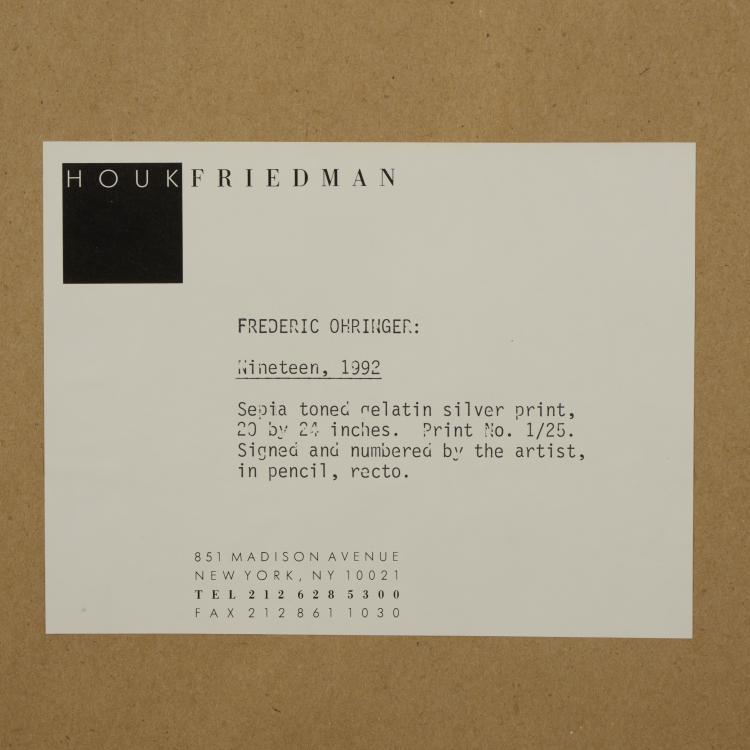 HOUK FRIEDMAN
FREDERIC OHRINGER:
Nineteen, 1992
Sepia toned gelatin silver print,
20 by 24 inches. Print No. 1/25.
Signed and numbered by the artist,
in pencil, recto.
851 MADISON AVENUE
NEW YORK, NY 10021
TEL 212 628 5300
FAX 212 861 1030